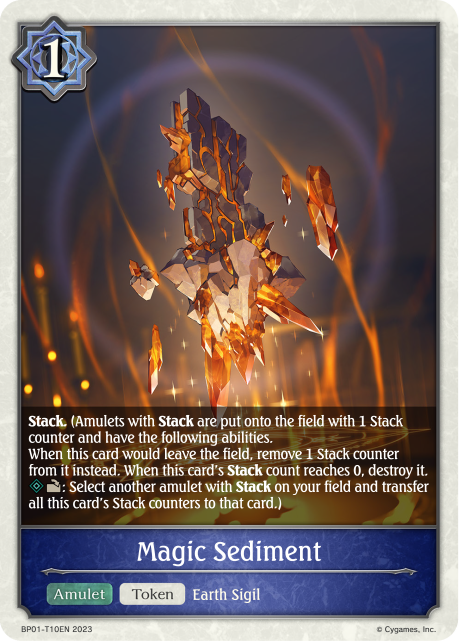 1
Stack. (Amulets with Stack are put onto the field with 1 Stack
counter and have the following abilities.
When this card would leave the field, remove 1 Stack counter
from it instead. When this card's Stack count reaches 0, destroy it.
: Select another amulet with Stack on your field and transfer
all this card's Stack counters to that card.)
Magic Sediment
Amulet Token Earth Sigil
BP01-T10EN 2023 © Cygames, Inc.